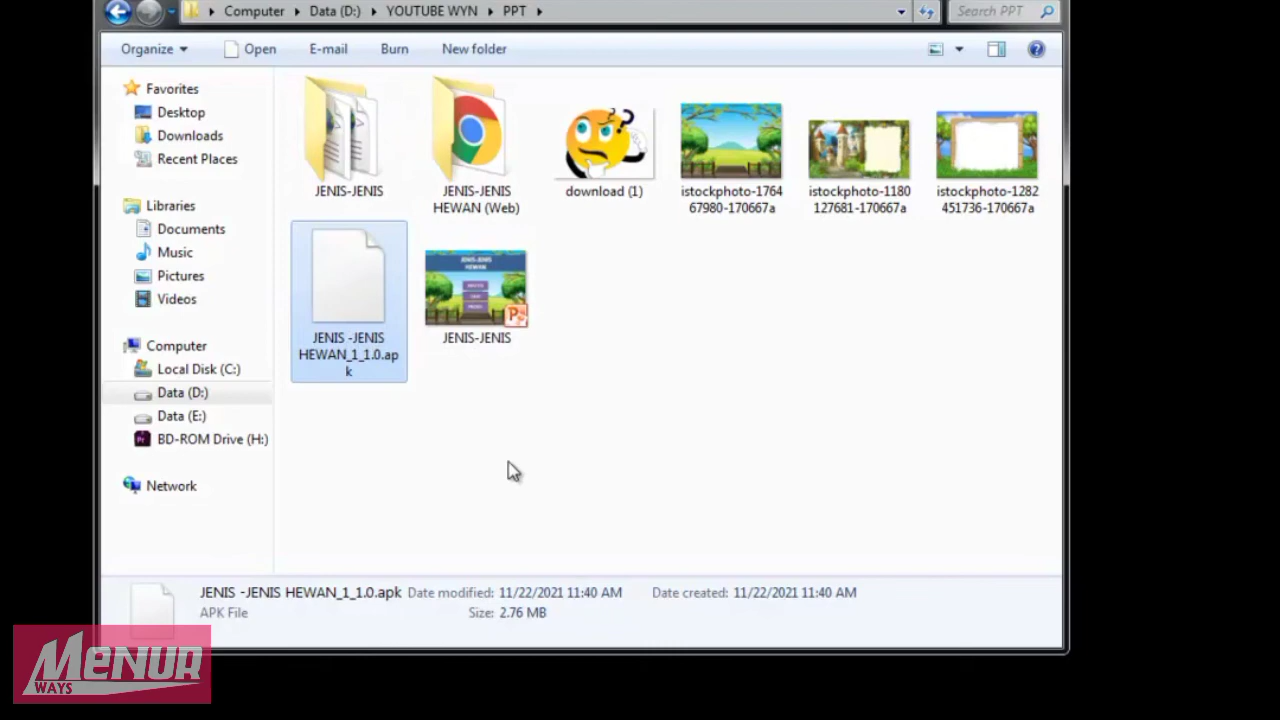 Computer Data (D:) YOUTUBE WYN PPT Search PPT
Organize Open E-mail Burn New folder
Favorites
Desktop
Downloads
Recent Places
Libraries
Documents
Music
Pictures
Videos
Computer
Local Disk (C:)
Data (D:)
Data (E:)
BD-ROM Drive (H:)
Network
JENIS-JENIS
JENIS-JENIS
HEWAN (Web)
download (1)
istockphoto-1764
67980-170667a
istockphoto-1180
127681-170667a
istockphoto-1282
451736-170667a
JENIS -JENIS
HEWAN_1_1.0.ap
k
JENIS-JENIS
HEWAN
JENIS-JENIS
JENIS -JENIS HEWAN_1_1.0.apk Date modified: 11/22/2021 11:40 AM Date created: 11/22/2021 11:40 AM
APK File Size: 2.76 MB
MENUR
WAYS